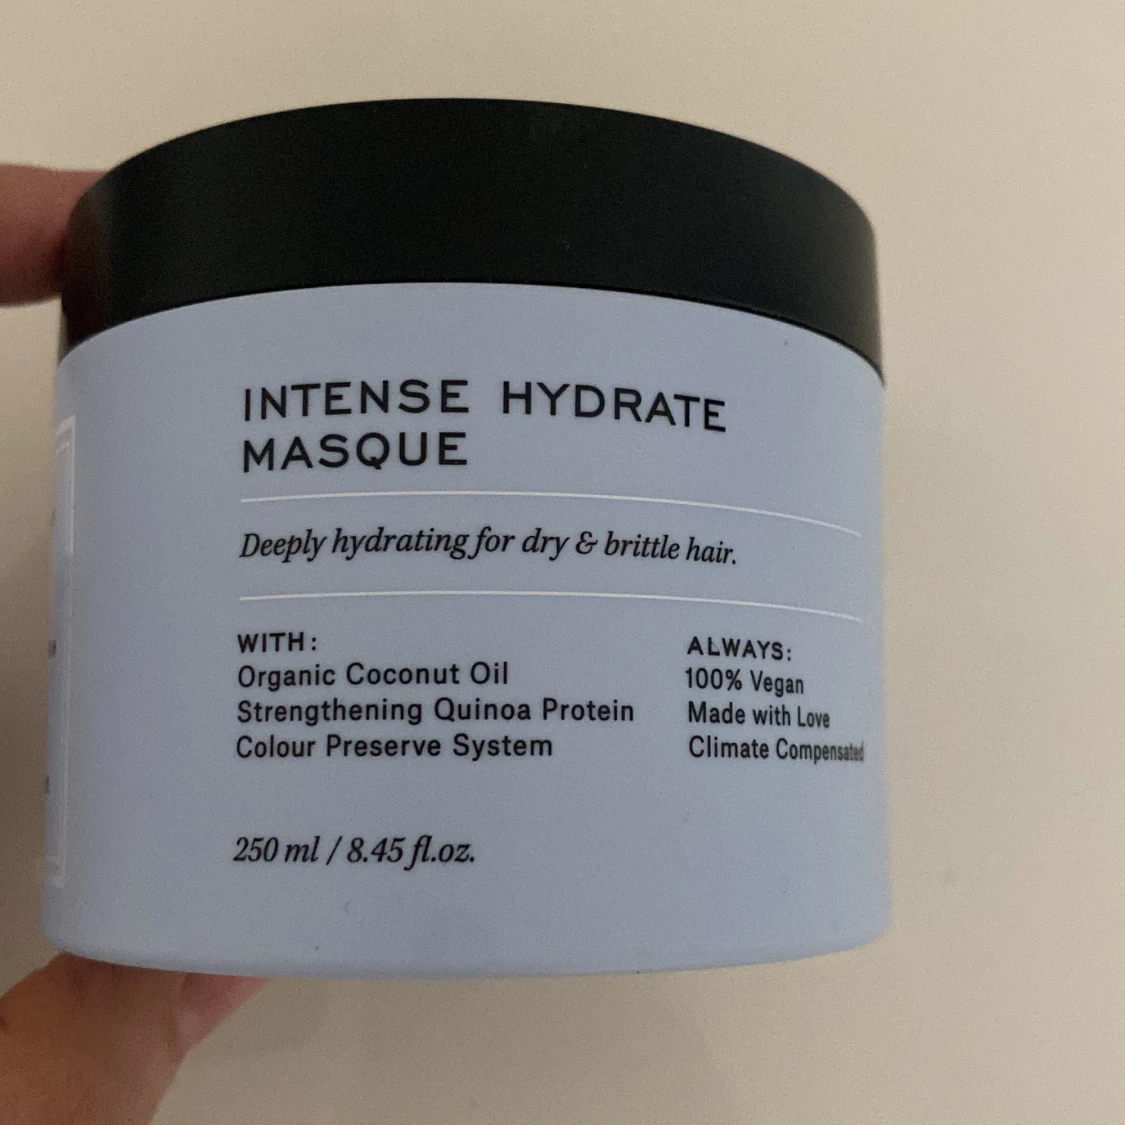 INTENSE HYDRATE
MASQUE
Deeply hydrating for dry & brittle hair.
WITH:
Organic Coconut Oil
Strengthening Quinoa Protein
Colour Preserve System
ALWAYS:
100% Vegan
Made with Love
Climate Compensated
250 ml / 8.45 fl.oz.